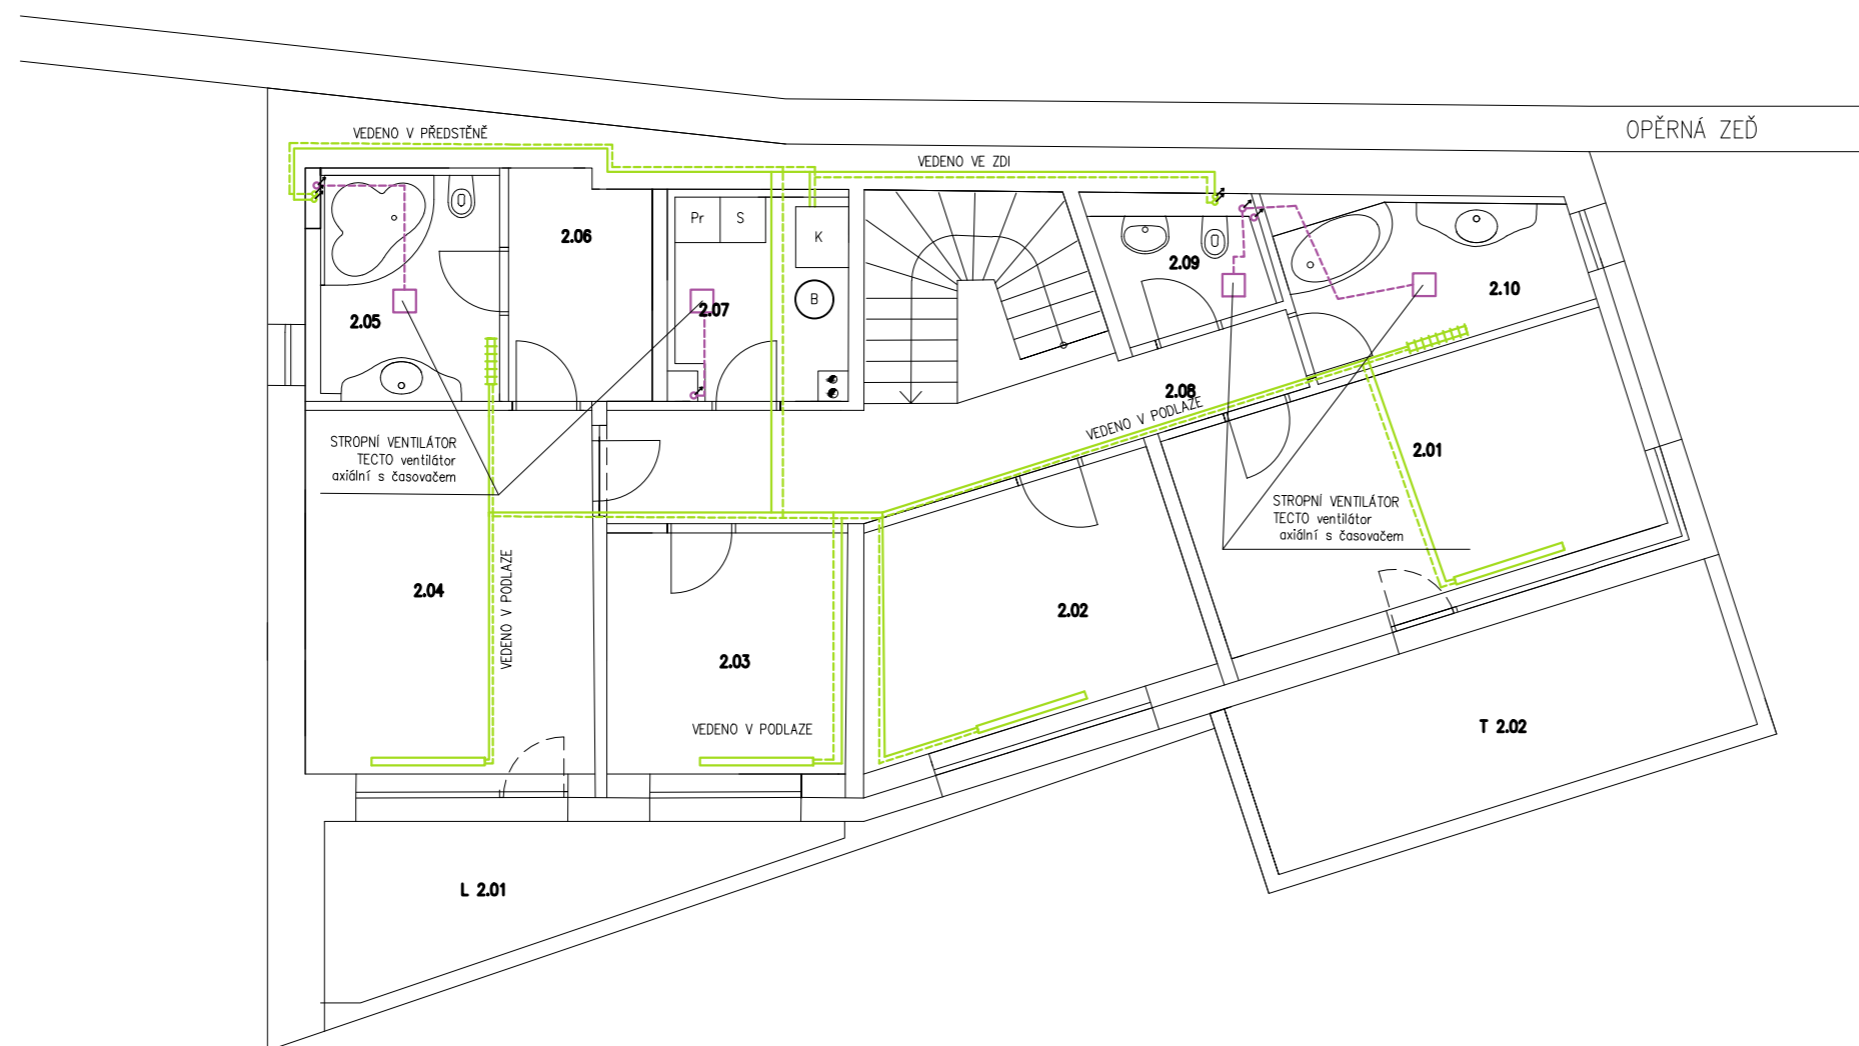 OPĚRNÁ ZEĎ
VEDENO V PŘEDSTĚNĚ
VEDENO VE ZDI
Pr
S
K
2.06
B
2.05
2.07
2.09
2.10
2.08
VEDENO V PODLAZE
STROPNÍ VENTILÁTOR
TECTO ventilátor
axiální s časovačem
2.01
STROPNÍ VENTILÁTOR
TECTO ventilátor
axiální s časovačem
2.04
VEDENO V PODLAZE
2.03
VEDENO V PODLAZE
2.02
T 2.02
L 2.01